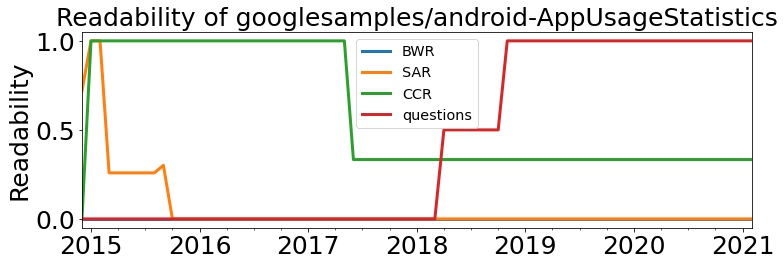 Readability of googlesamples/android-AppUsageStatistics
Readability
1.0
0.5
0.0
BWR
SAR
CCR
questions
2015 2016 2017 2018 2019 2020 2021